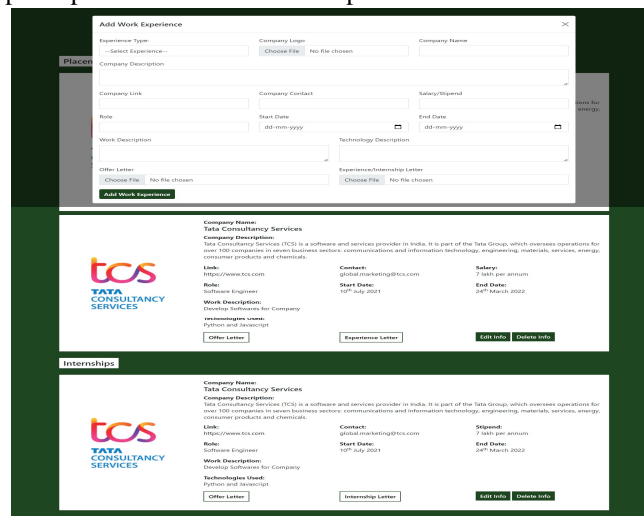 Add Work Experience ×
Experience Type: Company Logo Company Name
--Select Experience-- Choose File No file chosen
Company Description
Company Link Company Contact Salary/Stipend
Role Start Date End Date
dd-mm-yyyy dd-mm-yyyy
Work Description Technology Description
Offer Letter Experience/Internship Letter
Choose File No file chosen Choose File No file chosen
Add Work Experience
Placem
ions for
energy,
Company Name:
Tata Consultancy Services
Company Description:
Tata Consultancy Services (TCS) is a software and services provider in India. It is part of the Tata Group, which oversees operations for
over 100 companies in seven business sectors: communications and information technology, engineering, materials, services, energy,
consumer products and chemicals.
tcs
TATA
CONSULTANCY
SERVICES
Link: Contact: Salary:
https://www.tcs.com global.marketing@tcs.com 7 lakh per annum
Role: Start Date: End Date:
Software Engineer 10th July 2021 24th March 2022
Work Description:
Develop Softwares for Company
Technologies Used:
Python and Javascript
Offer Letter Experience Letter Edit Info Delete Info
Internships
Company Name:
Tata Consultancy Services
Company Description:
Tata Consultancy Services (TCS) is a software and services provider in India. It is part of the Tata Group, which oversees operations for
over 100 companies in seven business sectors: communications and information technology, engineering, materials, services, energy,
consumer products and chemicals.
tcs
TATA
CONSULTANCY
SERVICES
Link: Contact: Stipend:
https://www.tcs.com global.marketing@tcs.com 7 lakh per annum
Role: Start Date: End Date:
Software Engineer 10th July 2021 24th March 2022
Work Description:
Develop Softwares for Company
Technologies Used:
Python and Javascript
Offer Letter Internship Letter Edit Info Delete Info